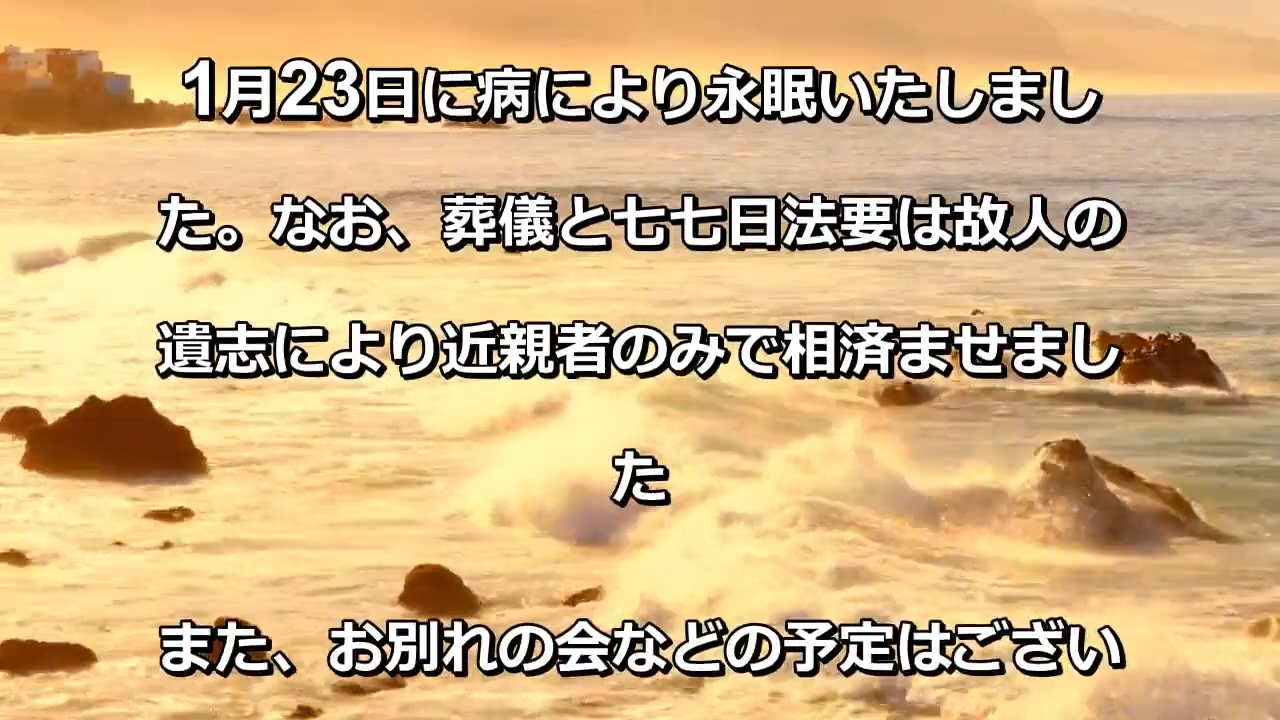 1月23日に病により永眠いたしまし
た。なお、葬儀と七七日法要は故人の
遺志により近親者のみで相済ませまし
た
また、お別れの会などの予定はござい